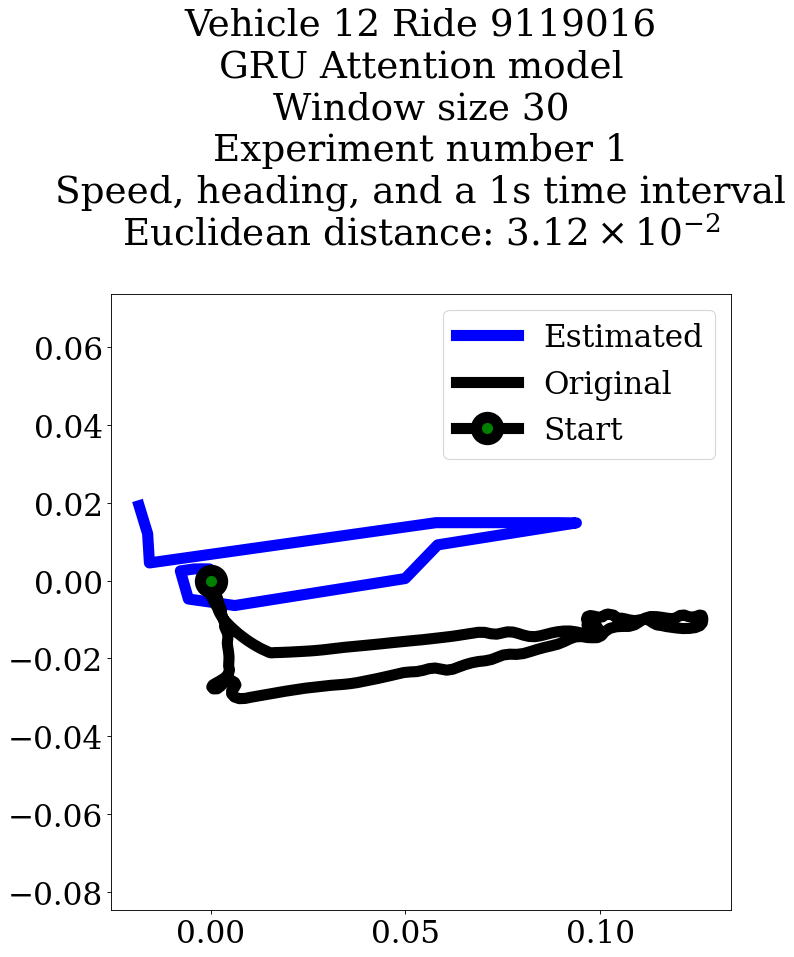 Vehicle 12 Ride 9119016
GRU Attention model
Window size 30
Experiment number 1
Speed, heading, and a 1s time interval
Euclidean distance: 3.12 × 10⁻²
Estimated
Original
Start
0.06
0.04
0.02
0.00
−0.02
−0.04
−0.06
−0.08
0.00 0.05 0.10